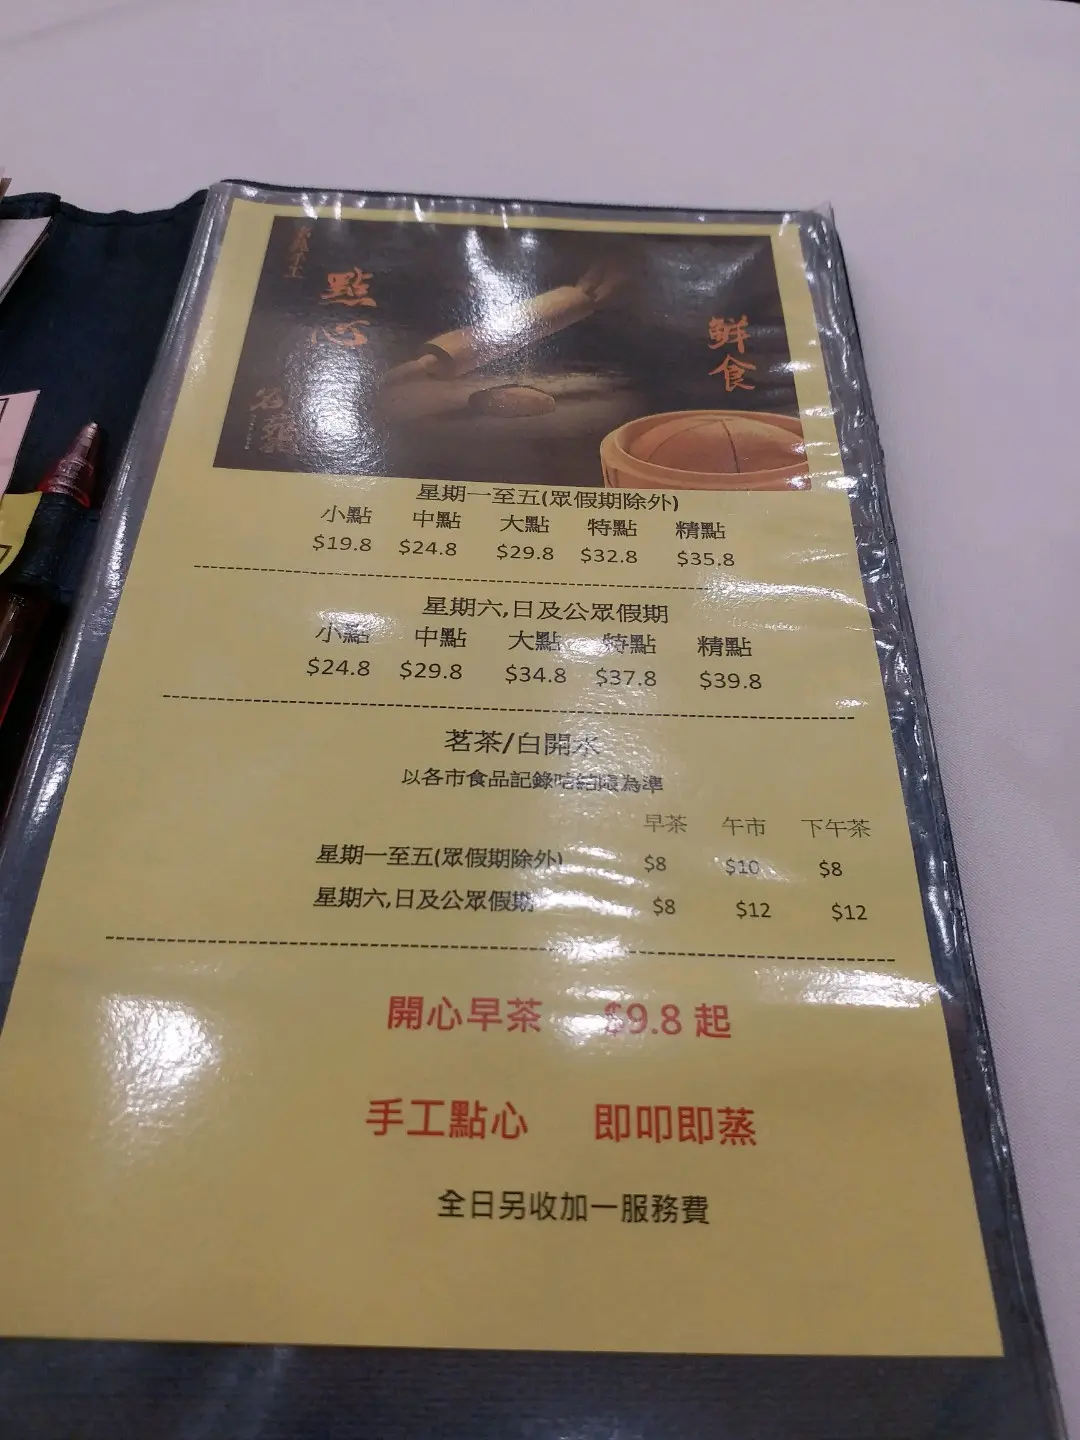 點心
鮮食
星期一至五(眾假期除外)
小點 中點 大點 特點 精點
$19.8 $24.8 $29.8 $32.8 $35.8
星期六,日及公眾假期
小點 中點 大點 特點 精點
$24.8 $29.8 $34.8 $37.8 $39.8
茗茶/白開水
以各市食品記錄咭結賬為準
早茶 午市 下午茶
星期一至五(眾假期除外) $8 $10 $8
星期六,日及公眾假期 $8 $12 $12
開心早茶 $9.8 起
手工點心 即叩即蒸
全日另收加一服務費